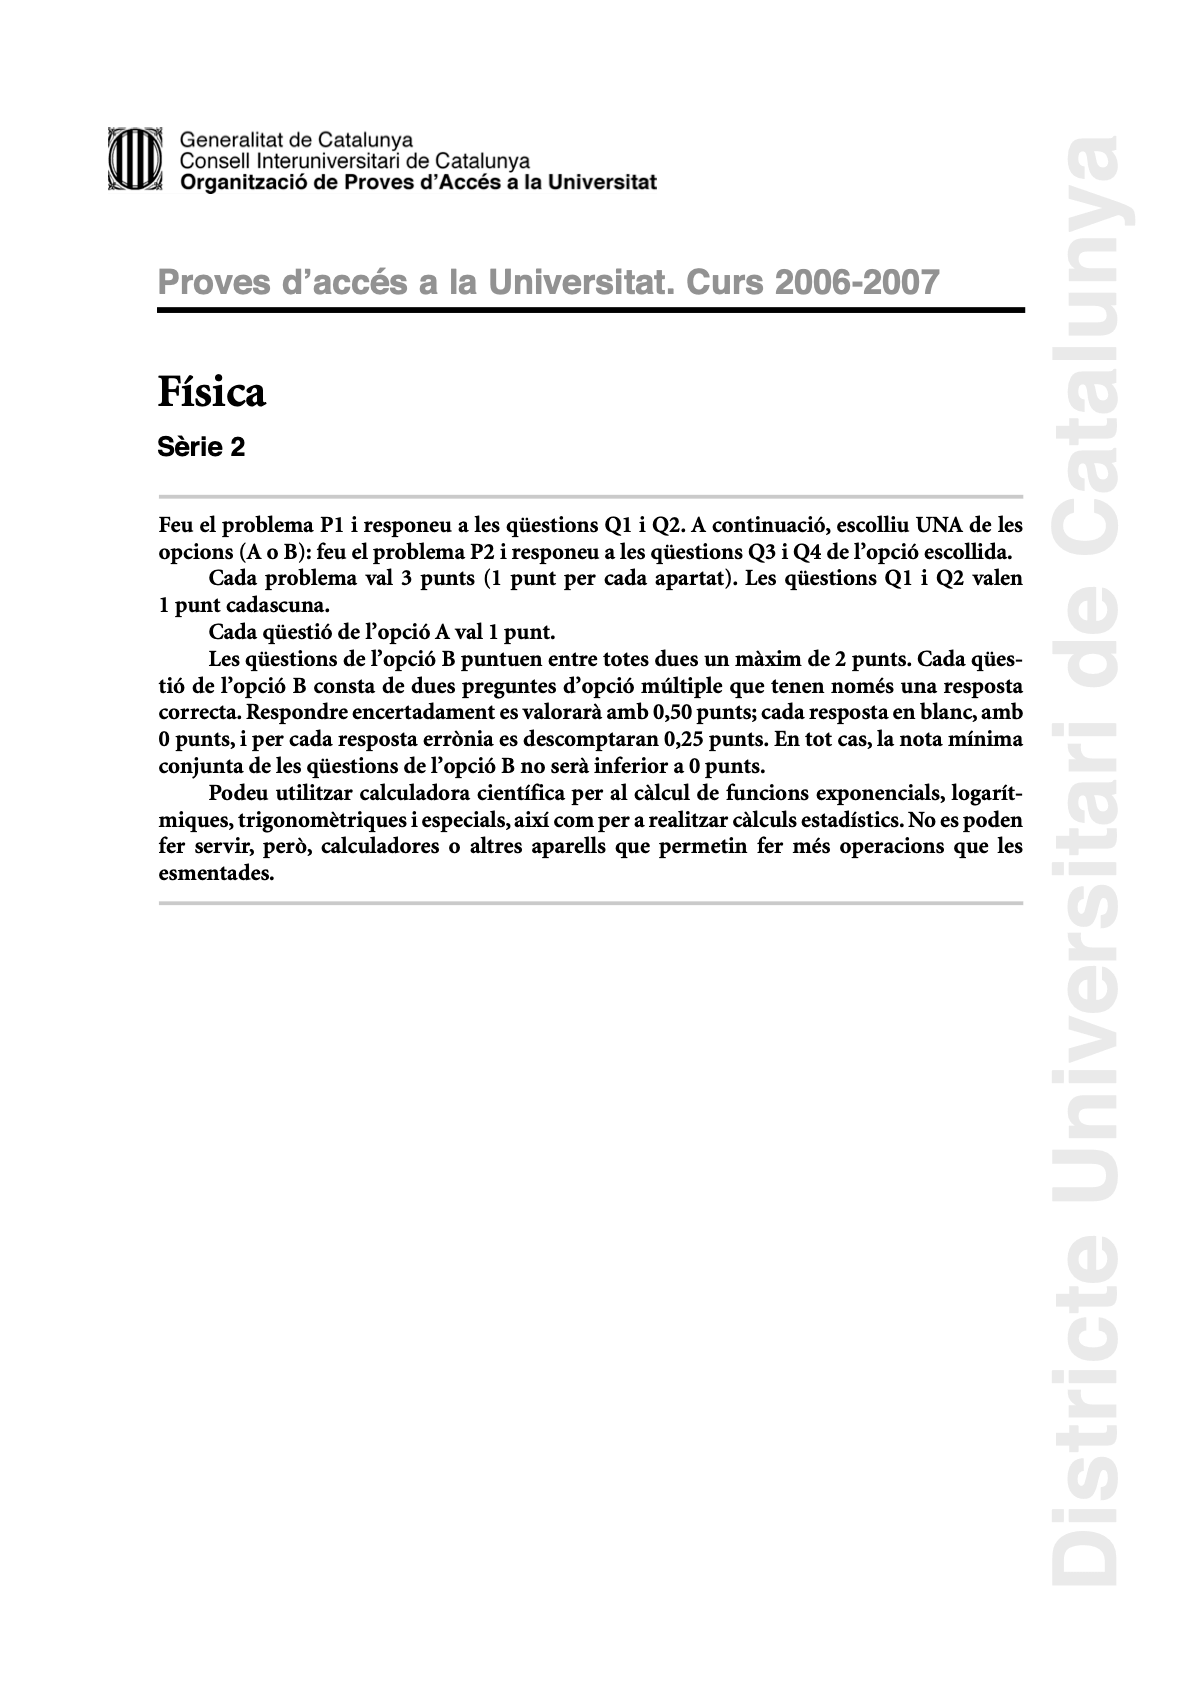 Generalitat de Catalunya
Consell Interuniversitari de Catalunya
Organització de Proves d’Accés a la Universitat
Proves d’accés a la Universitat. Curs 2006-2007
Física
Sèrie 2
Feu el problema P1 i responeu a les qüestions Q1 i Q2. A continuació, escolliu UNA de les
opcions (A o B): feu el problema P2 i responeu a les qüestions Q3 i Q4 de l’opció escollida.
Cada problema val 3 punts (1 punt per cada apartat). Les qüestions Q1 i Q2 valen
1 punt cadascuna.
Cada qüestió de l’opció A val 1 punt.
Les qüestions de l’opció B puntuen entre totes dues un màxim de 2 punts. Cada qües-
tió de l’opció B consta de dues preguntes d’opció múltiple que tenen només una resposta
correcta. Respondre encertadament es valorarà amb 0,50 punts; cada resposta en blanc, amb
0 punts, i per cada resposta errònia es descomptaran 0,25 punts. En tot cas, la nota mínima
conjunta de les qüestions de l’opció B no serà inferior a 0 punts.
Podeu utilitzar calculadora científica per al càlcul de funcions exponencials, logarít-
miques, trigonomètriques i especials, així com per a realitzar càlculs estadístics. No es poden
fer servir, però, calculadores o altres aparells que permetin fer més operacions que les
esmentades.
Districte Universitari de Catalunya